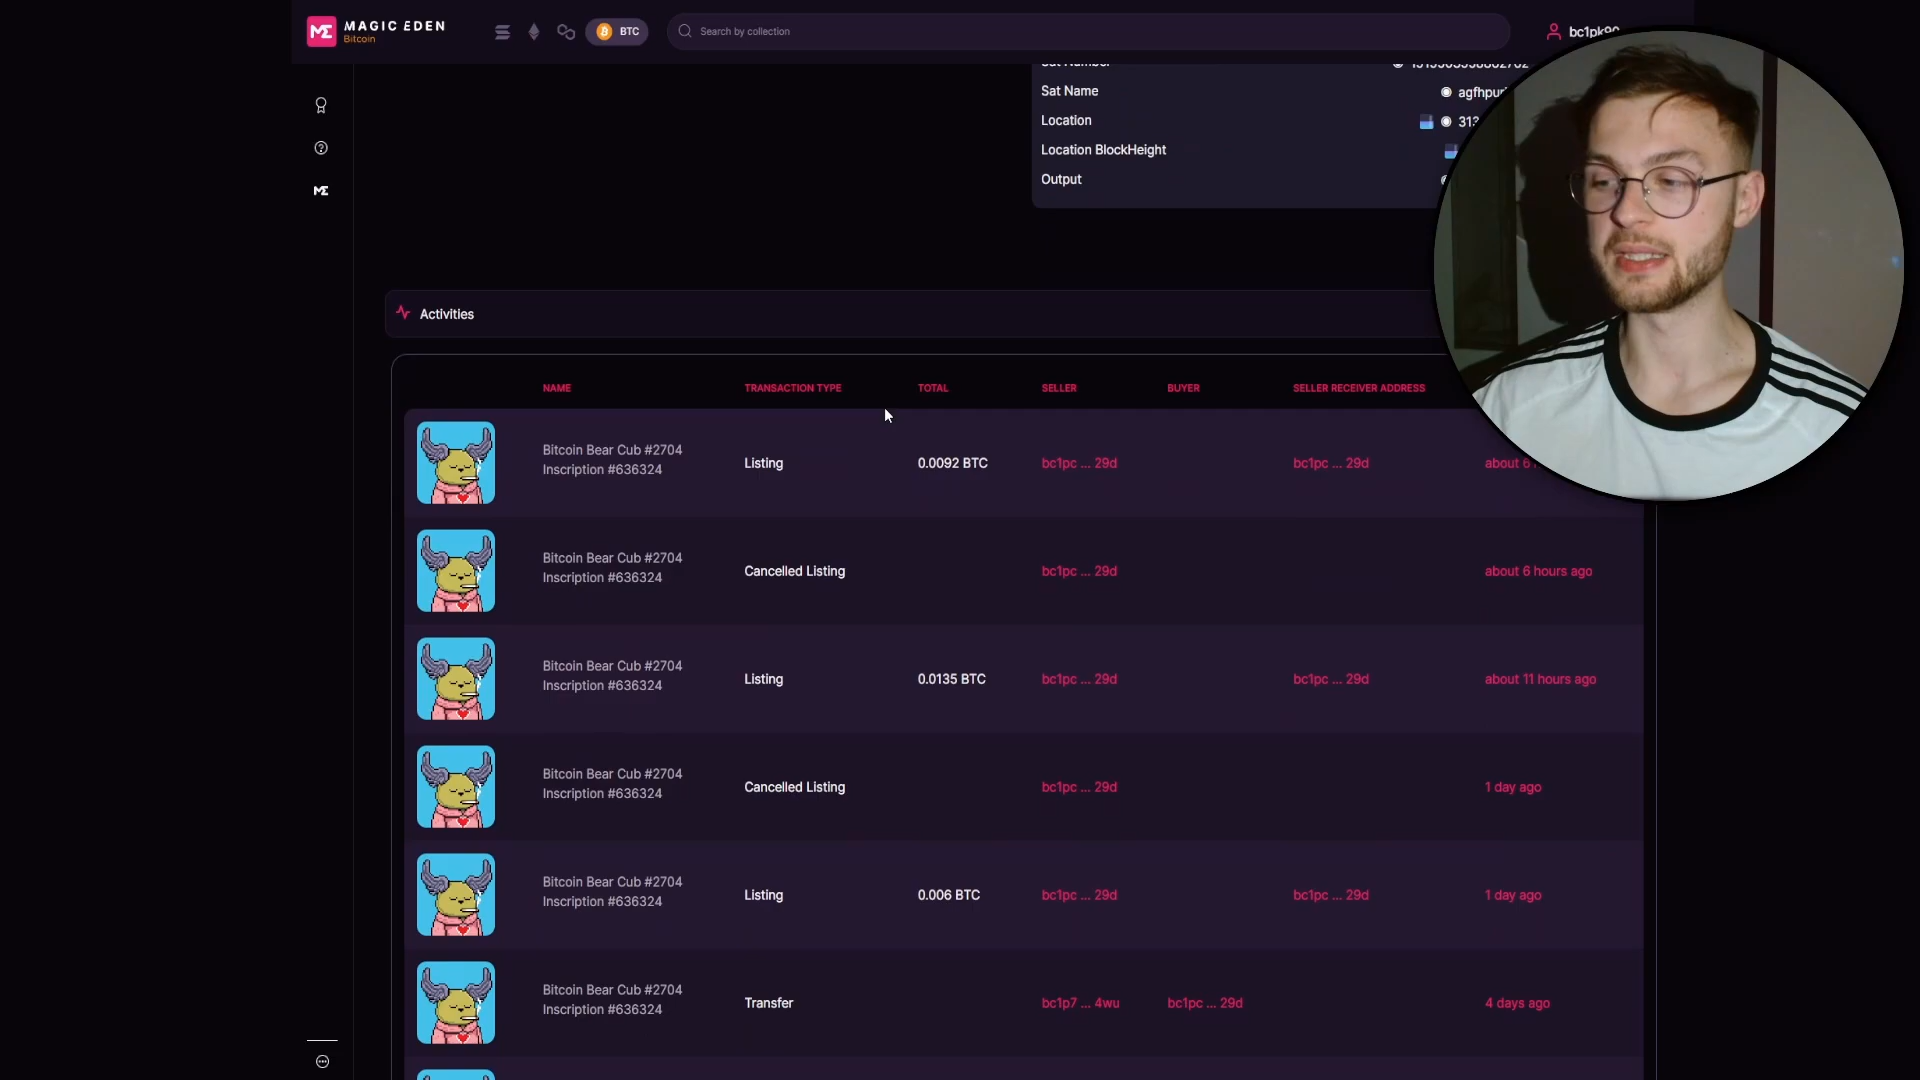 MAGIC EDEN
Bitcoin
BTC
Search by collection
Sat Name
Location
Location BlockHeight
Output
Activities
NAME TRANSACTION TYPE TOTAL SELLER BUYER SELLER RECEIVER ADDRESS
Bitcoin Bear Cub #2704
Inscription #636324
Listing 0.0092 BTC bc1pc ... 29d bc1pc ... 29d about 6
Bitcoin Bear Cub #2704
Inscription #636324
Cancelled Listing bc1pc ... 29d about 6 hours ago
Bitcoin Bear Cub #2704
Inscription #636324
Listing 0.0135 BTC bc1pc ... 29d bc1pc ... 29d about 11 hours ago
Bitcoin Bear Cub #2704
Inscription #636324
Cancelled Listing bc1pc ... 29d 1 day ago
Bitcoin Bear Cub #2704
Inscription #636324
Listing 0.006 BTC bc1pc ... 29d bc1pc ... 29d 1 day ago
Bitcoin Bear Cub #2704
Inscription #636324
Transfer bc1p7 ... 4wu bc1pc ... 29d 4 days ago